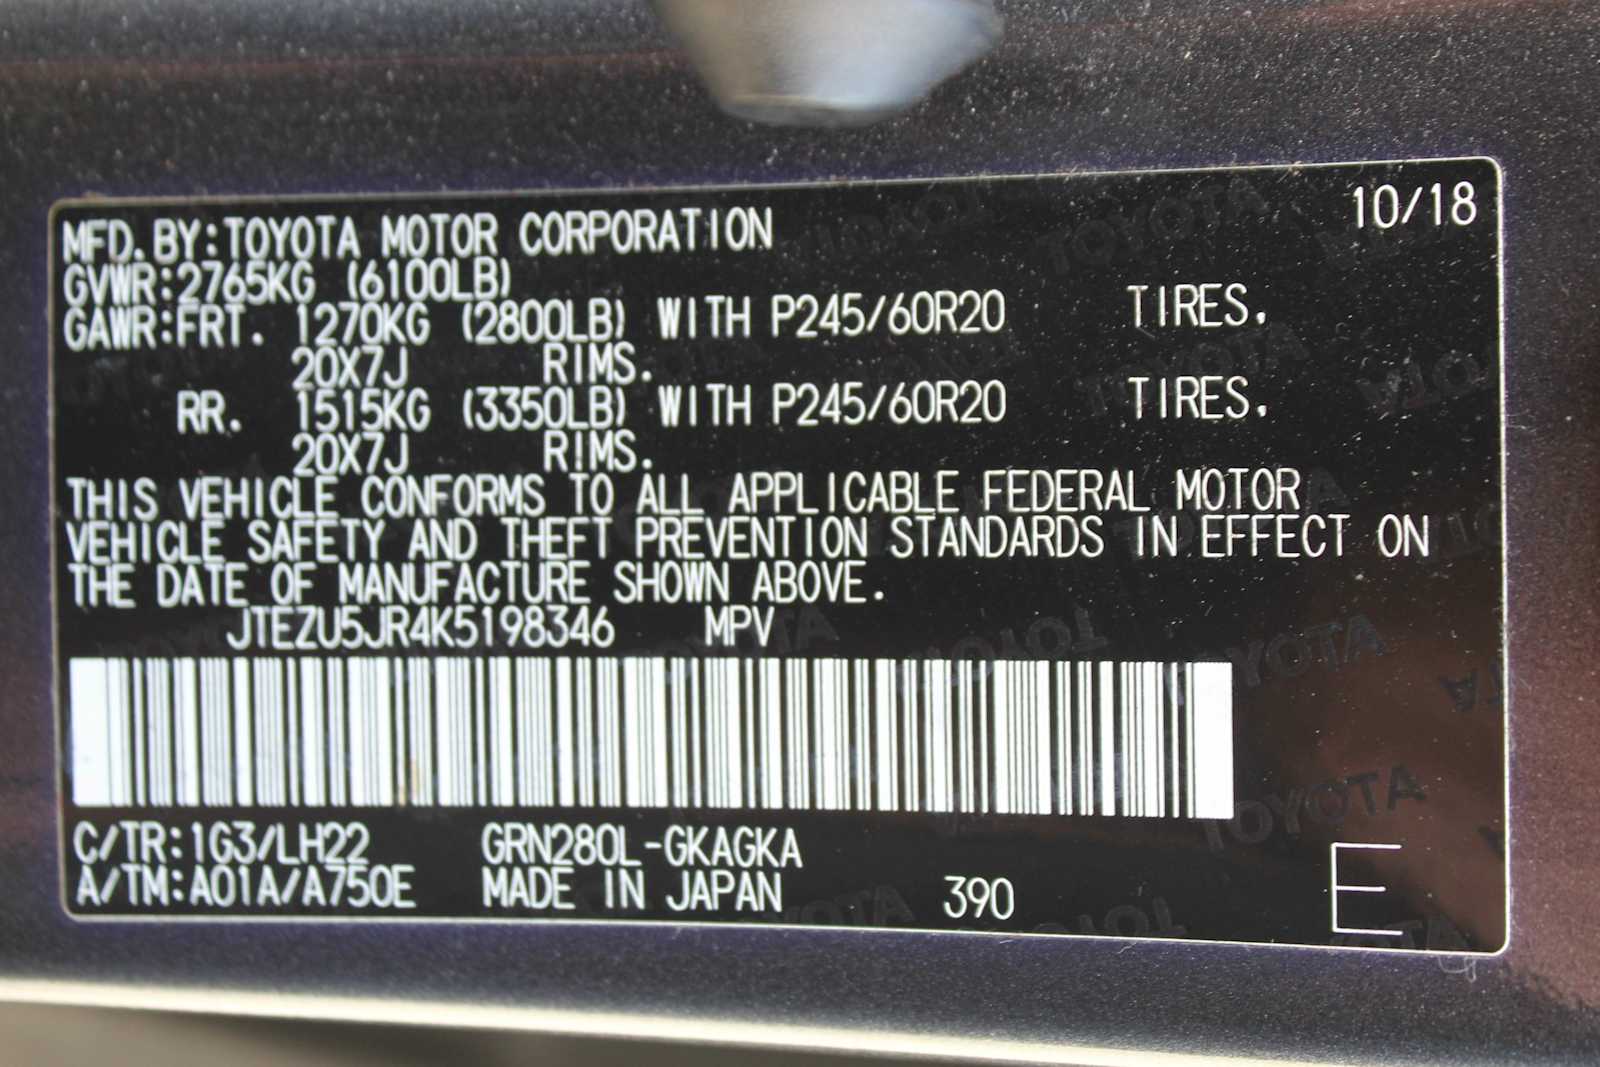 10/18
MFD. BY:TOYOTA MOTOR CORPORATION
GVWR:2765KG (6100LB)
GAWR:FRT. 1270KG (2800LB) WITH P245/60R20 TIRES.
20X7J RIMS.
RR. 1515KG (3350LB) WITH P245/60R20 TIRES.
20X7J RIMS.
THIS VEHICLE CONFORMS TO ALL APPLICABLE FEDERAL MOTOR
VEHICLE SAFETY AND THEFT PREVENTION STANDARDS IN EFFECT ON
THE DATE OF MANUFACTURE SHOWN ABOVE.
JTEZU5JR4K5198346 MPV
C/TR:1G3/LH22 GRN280L-GKAGKA
A/TM:A01A/A750E MADE IN JAPAN 390 E